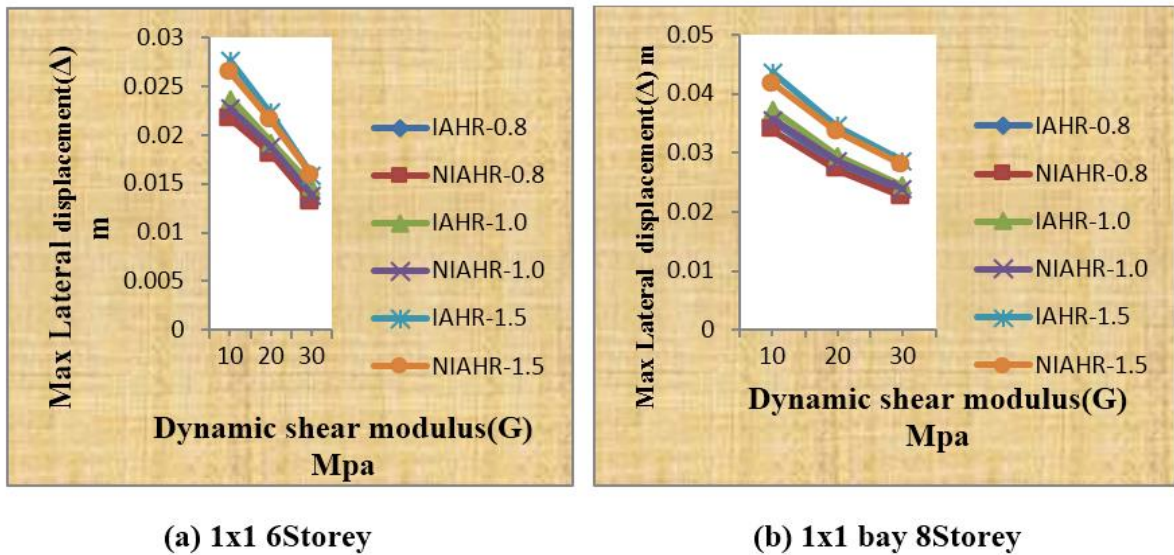 0.03
0.025
0.02
0.015
0.01
0.005
0
10 20 30
Max Lateral displacement(Δ)
m
Dynamic shear modulus(G)
Mpa
IAHR-0.8
NIAHR-0.8
IAHR-1.0
NIAHR-1.0
IAHR-1.5
NIAHR-1.5
(a) 1x1 6Storey
0.05
0.04
0.03
0.02
0.01
0
10 20 30
Max Lateral displacement(Δ) m
Dynamic shear modulus(G)
Mpa
IAHR-0.8
NIAHR-0.8
IAHR-1.0
NIAHR-1.0
IAHR-1.5
NIAHR-1.5
(b) 1x1 bay 8Storey